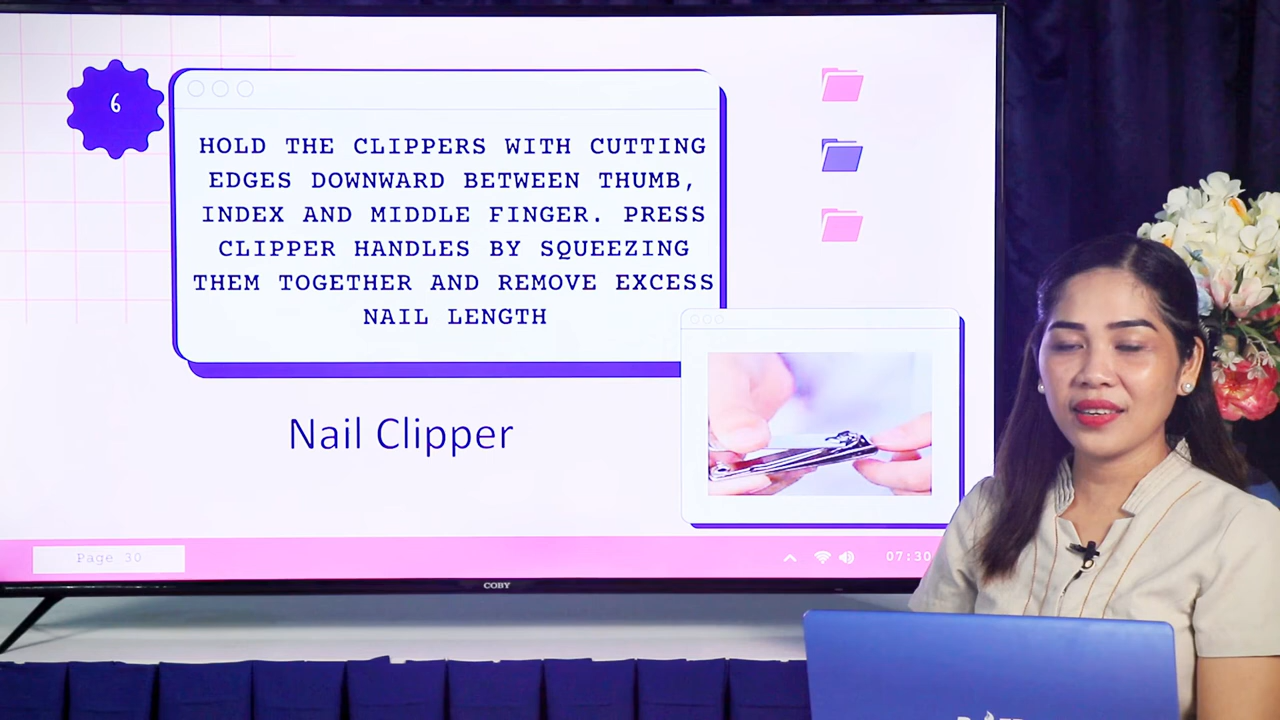 6
HOLD THE CLIPPERS WITH CUTTING
EDGES DOWNWARD BETWEEN THUMB,
INDEX AND MIDDLE FINGER. PRESS
CLIPPER HANDLES BY SQUEEZING
THEM TOGETHER AND REMOVE EXCESS
NAIL LENGTH
Nail Clipper
Page 30
07:30
COBY